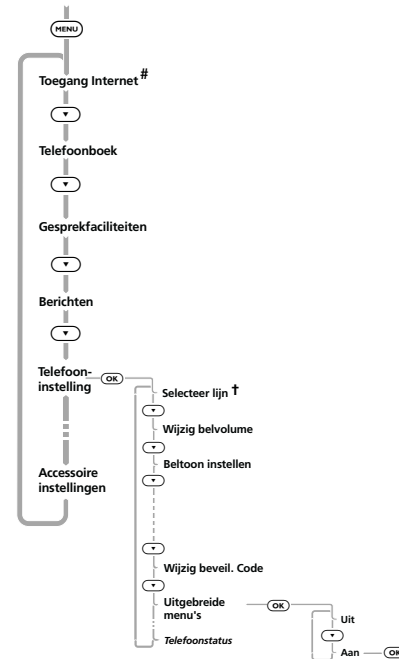 MENU
Toegang Internet #
Telefoonboek
Gesprekfaciliteiten
Berichten
Telefoon-
instelling
OK
Selecteer lijn †
Wijzig belvolume
Beltoon instellen
Accessoire
instellingen
Wijzig beveil. Code
Uitgebreide
menu's
OK
Uit
Telefoonstatus
Aan
OK